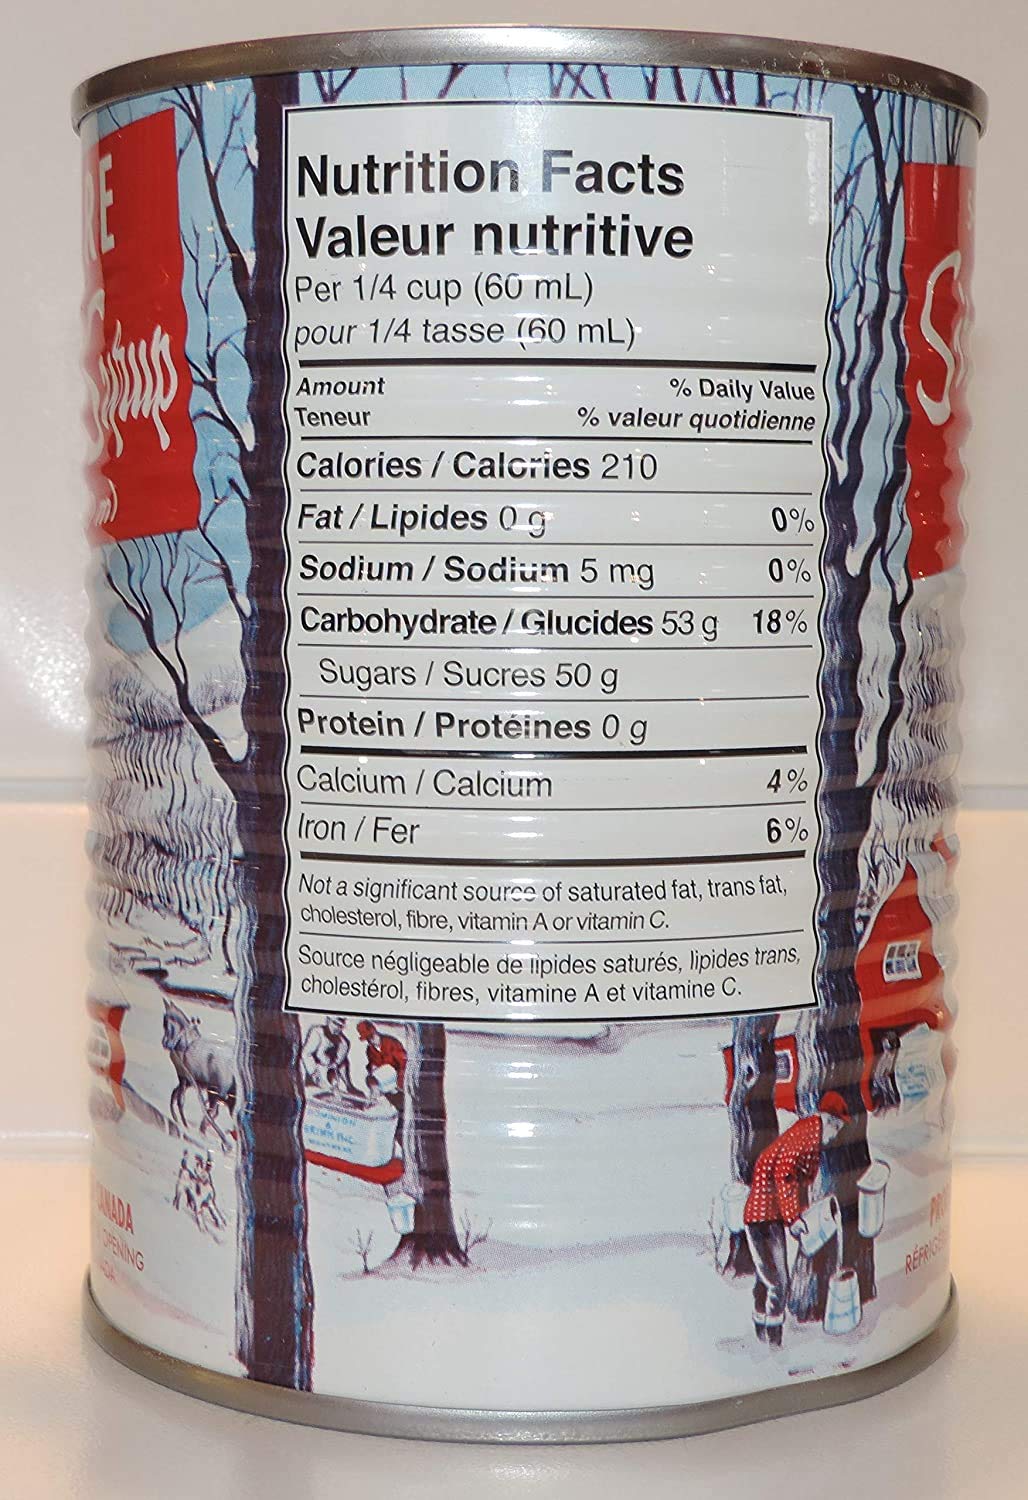 Nutrition Facts
Valeur nutritive
Per 1/4 cup (60 mL)
pour 1/4 tasse (60 mL)
Amount % Daily Value
Teneur % valeur quotidienne
Calories / Calories 210
Fat / Lipides 0 g 0%
Sodium / Sodium 5 mg 0%
Carbohydrate / Glucides 53 g 18%
Sugars / Sucres 50 g
Protein / Protéines 0 g
Calcium / Calcium 4%
Iron / Fer 6%
Not a significant source of saturated fat, trans fat,
cholesterol, fibre, vitamin A or vitamin C.
Source négligeable de lipides saturés, lipides trans,
cholestérol, fibres, vitamine A et vitamine C.
Syrup
OPENING